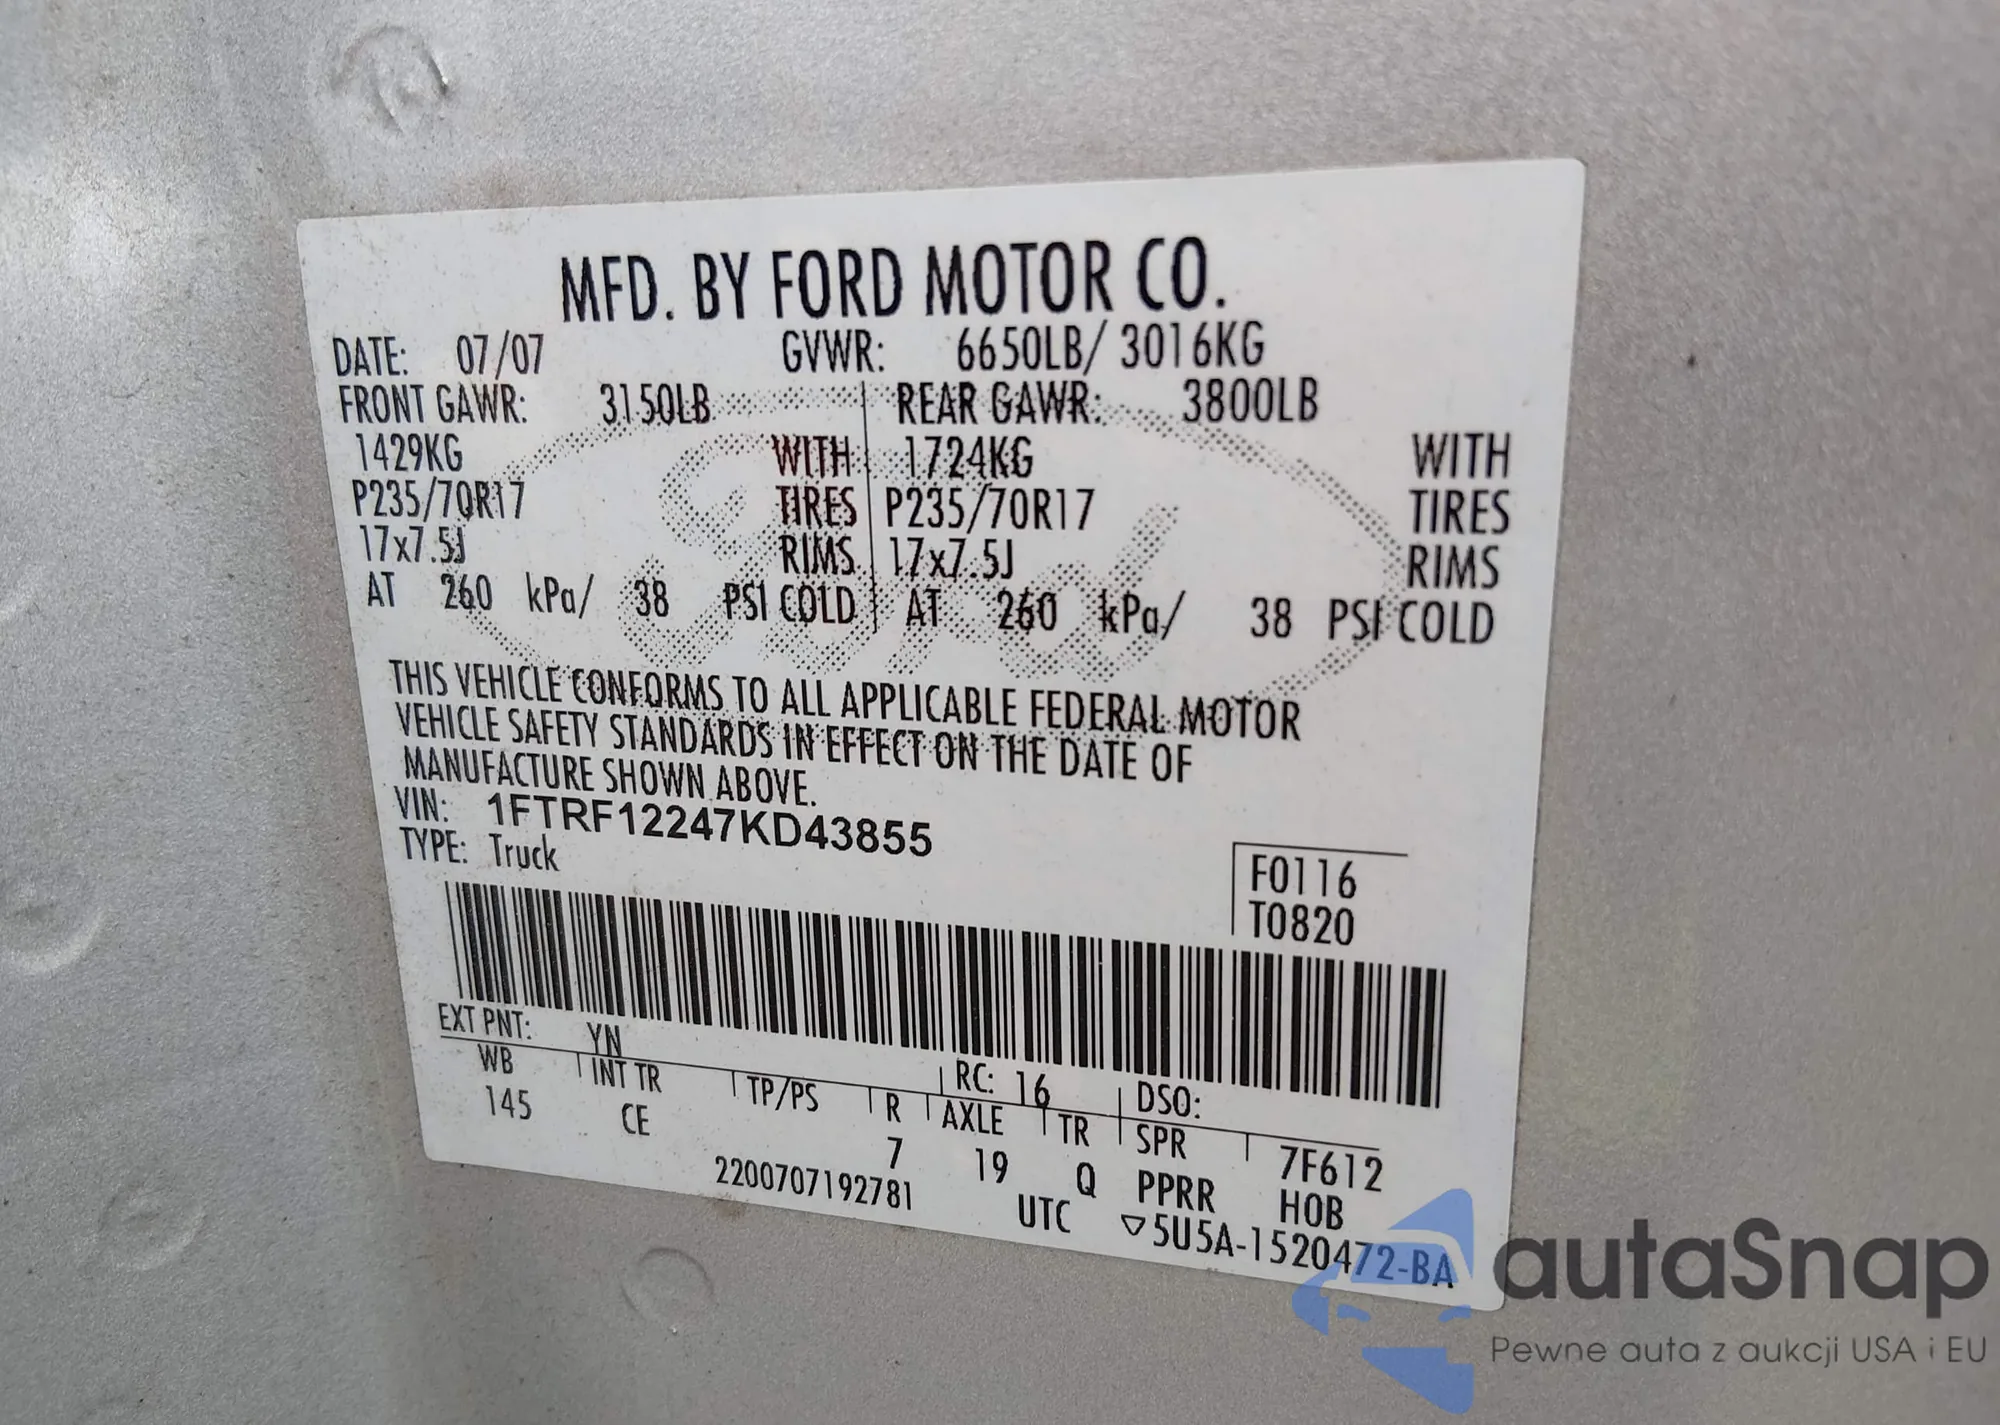 MFD. BY FORD MOTOR CO.
DATE: 07/07 GVWR: 6650LB/ 3016KG
FRONT GAWR: 3150LB REAR GAWR: 3800LB
1429KG WITH 1724KG WITH
P235/70R17 TIRES P235/70R17 TIRES
17x7.5J RIMS 17x7.5J RIMS
AT 260 kPa/ 38 PSI COLD AT 260 kPa/ 38 PSI COLD
THIS VEHICLE CONFORMS TO ALL APPLICABLE FEDERAL MOTOR
VEHICLE SAFETY STANDARDS IN EFFECT ON THE DATE OF
MANUFACTURE SHOWN ABOVE.
VIN: 1FTRF12247KD43855
TYPE: Truck
F0116
T0820
EXT PNT: YN RC: 16 DSO:
WB INT TR TP/PS R AXLE TR SPR 7F612
145 CE 7 19 Q PPRR HOB
2200707192781 UTC ▽5U5A-1520472-BA
Ford
autaSnap
Pewne auta z aukcji USA i EU